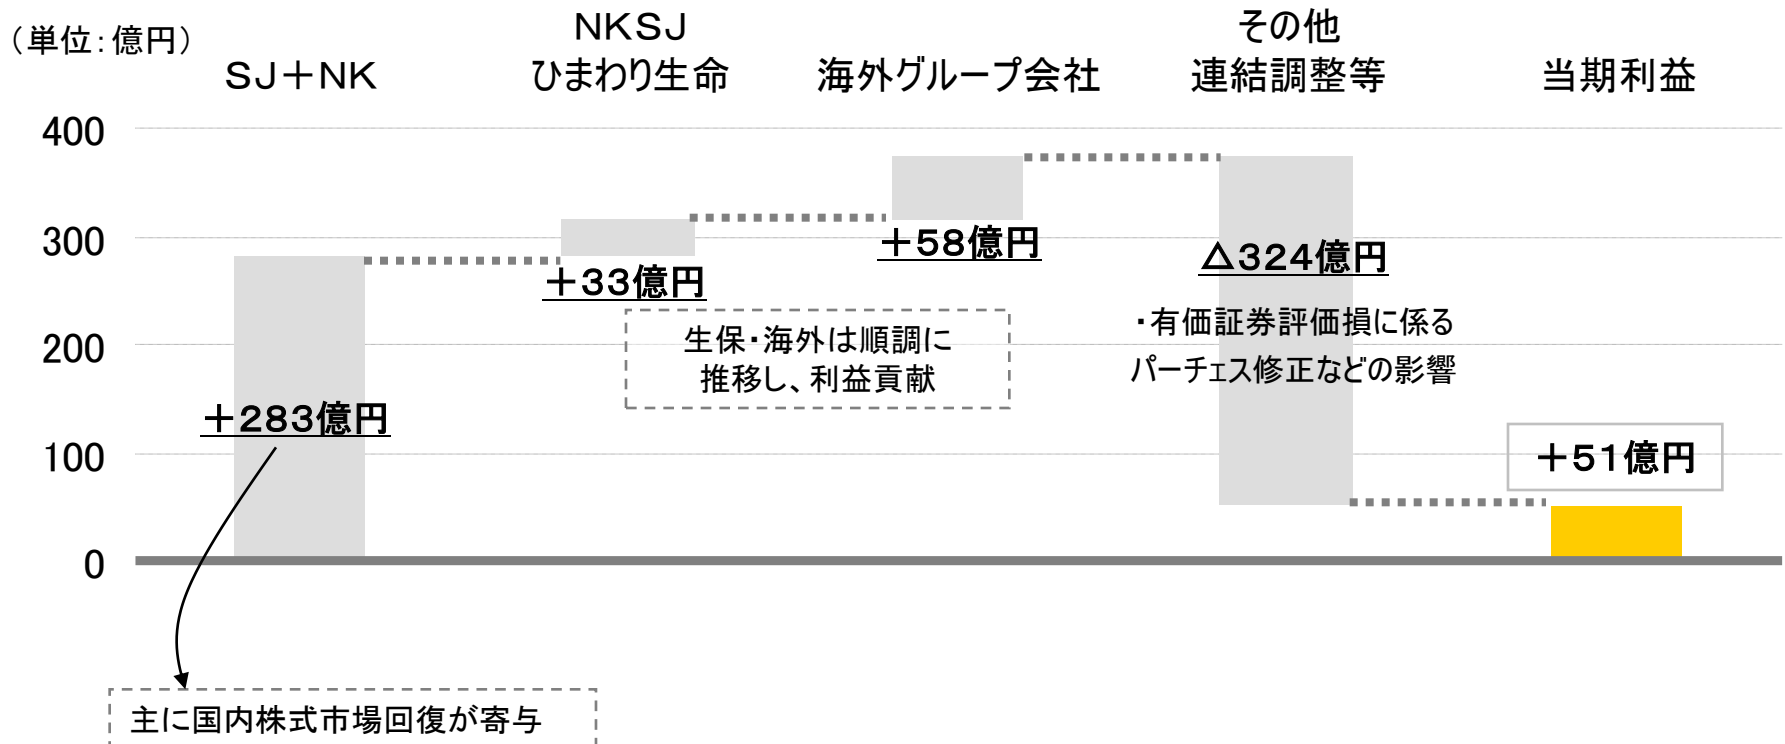 (単位:億円)
SJ+NK
NKSJ
ひまわり生命
海外グループ会社
その他
連結調整等
当期利益
400
300
200
100
0
+283億円
+33億円
+58億円
△324億円
+51億円
生保・海外は順調に
推移し、利益貢献
・有価証券評価損に係る
パーチェス修正などの影響
主に国内株式市場回復が寄与